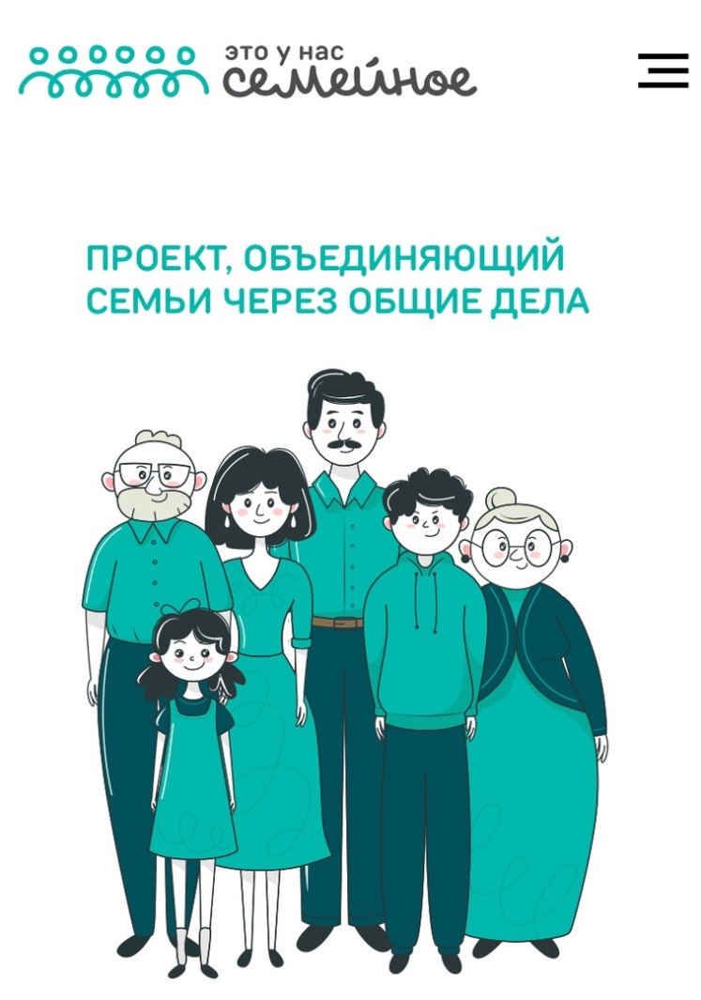 это у нас
семейное
ПРОЕКТ, ОБЪЕДИНЯЮЩИЙ
СЕМЬИ ЧЕРЕЗ ОБЩИЕ ДЕЛА